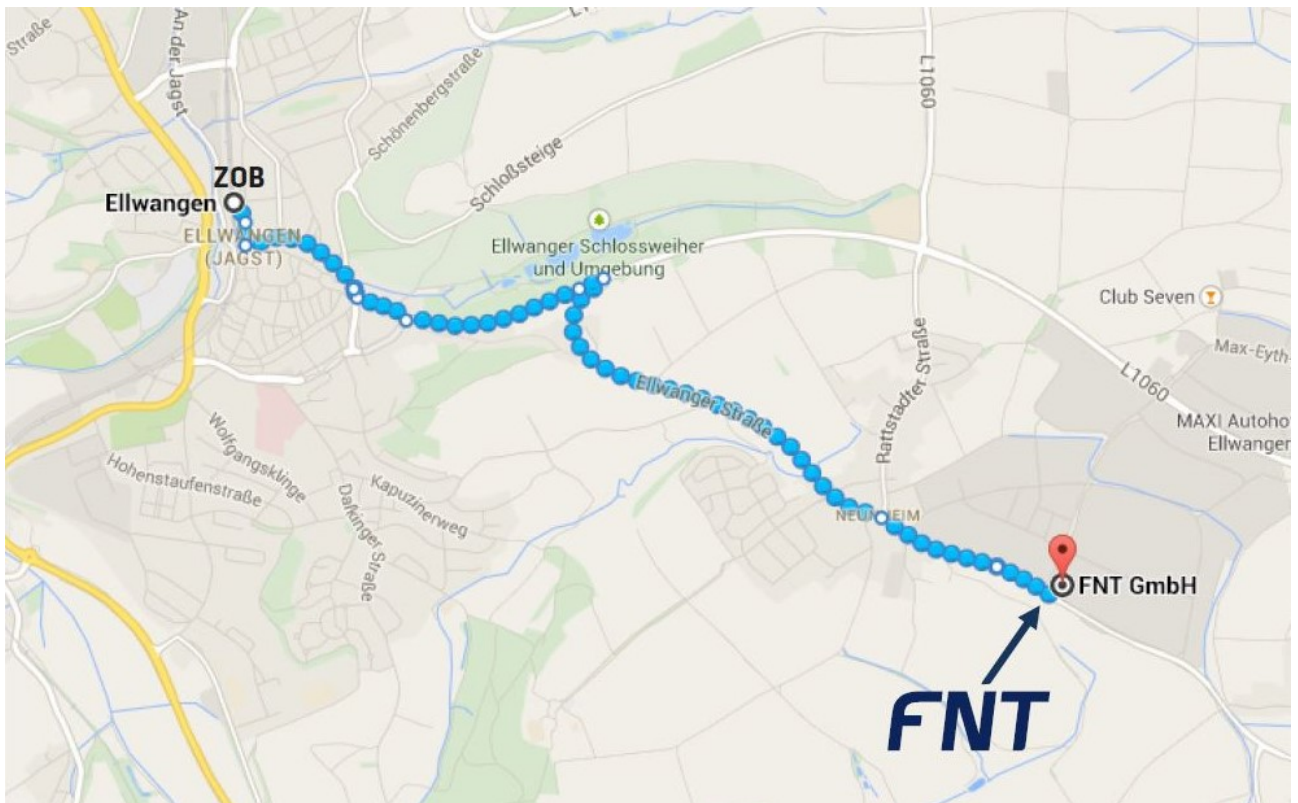 Straße
An der Jagst
L1060
Schönenbergstraße
Schloßsteige
ZOB
Ellwangen
ELLWANGEN
(JAGST)
Ellwanger Schlossweiher
und Umgebung
Club Seven
Max-Eyth-
L1060
Rattstadter Straße
Ellwanger Straße
MAXI Autoho
Ellwangen
Wolfgangsklinge
Hohenstaufenstraße
Kapuzinerweg
Dalkinger Straße
NEUNHEIM
FNT GmbH
FNT